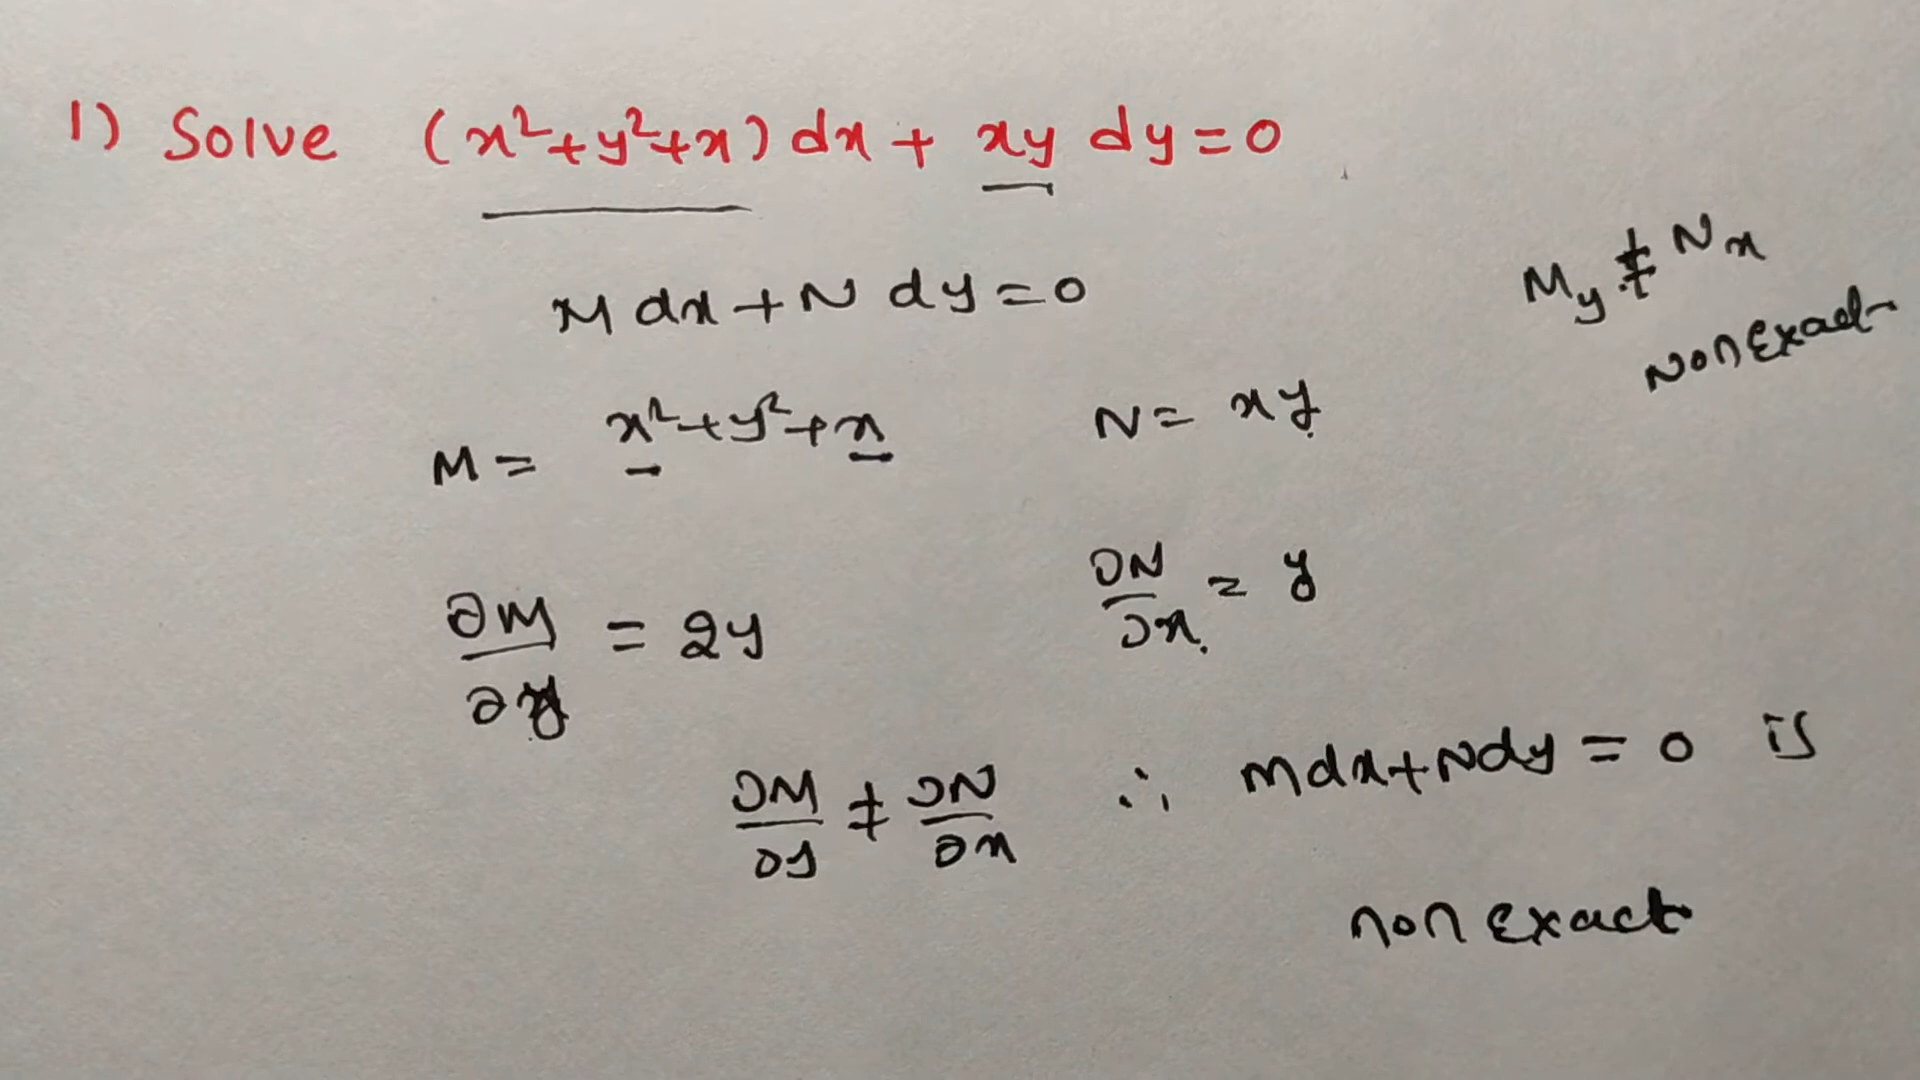 1) Solve (x²+y²+x) dx + xy dy = 0
M dx + N dy = 0
My ≠ Nx
Non Exact
M = x²+y²+x N = xy
∂M/∂y = 2y ∂N/∂x = y
∂M/∂y ≠ ∂N/∂x ∴ Mdx+Ndy = 0 is
non Exact